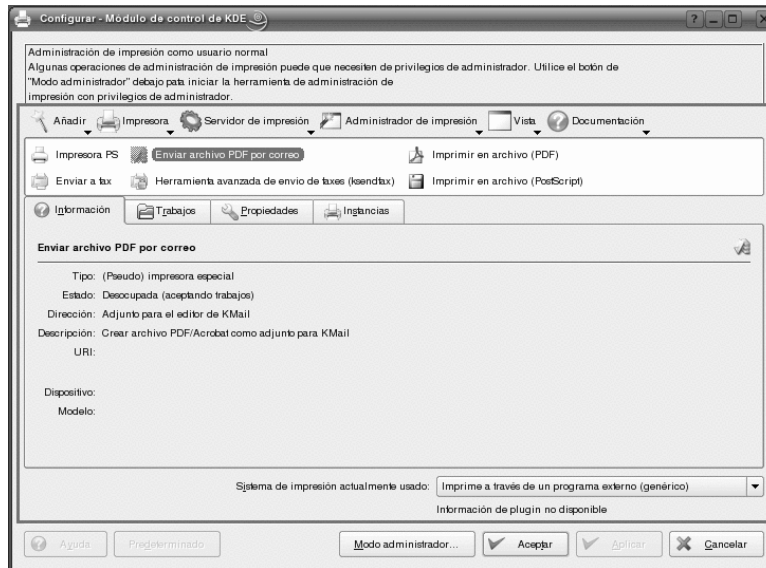 Configurar - Módulo de control de KDE
Administración de impresión como usuario normal
Algunas operaciones de administración de impresión puede que necesiten de privilegios de administrador. Utilice el botón de
"Modo administrador" debajo pata iniciar la herramienta de administración de
impresión con privilegios de administrador.
Añadir Impresora Servidor de impresión Administrador de impresión Vista Documentación
Impresora PS Enviar archivo PDF por correo Imprimir en archivo (PDF)
Enviar a fax Herramienta avanzada de envio de faxes (ksendfax) Imprimir en archivo (PostScript)
Información Trabajos Propiedades Instancias
Enviar archivo PDF por correo
Tipo: (Pseudo) impresora especial
Estado: Desocupada (aceptando trabajos)
Dirección: Adjunto para el editor de KMail
Descripción: Crear archivo PDF/Acrobat como adjunto para KMail
URI:
Dispositivo:
Modelo:
Sistema de impresión actualmente usado: Imprime a través de un programa externo (genérico)
Información de plugin no disponible
Ayuda Predeterminado Modo administrador... Aceptar Aplicar Cancelar